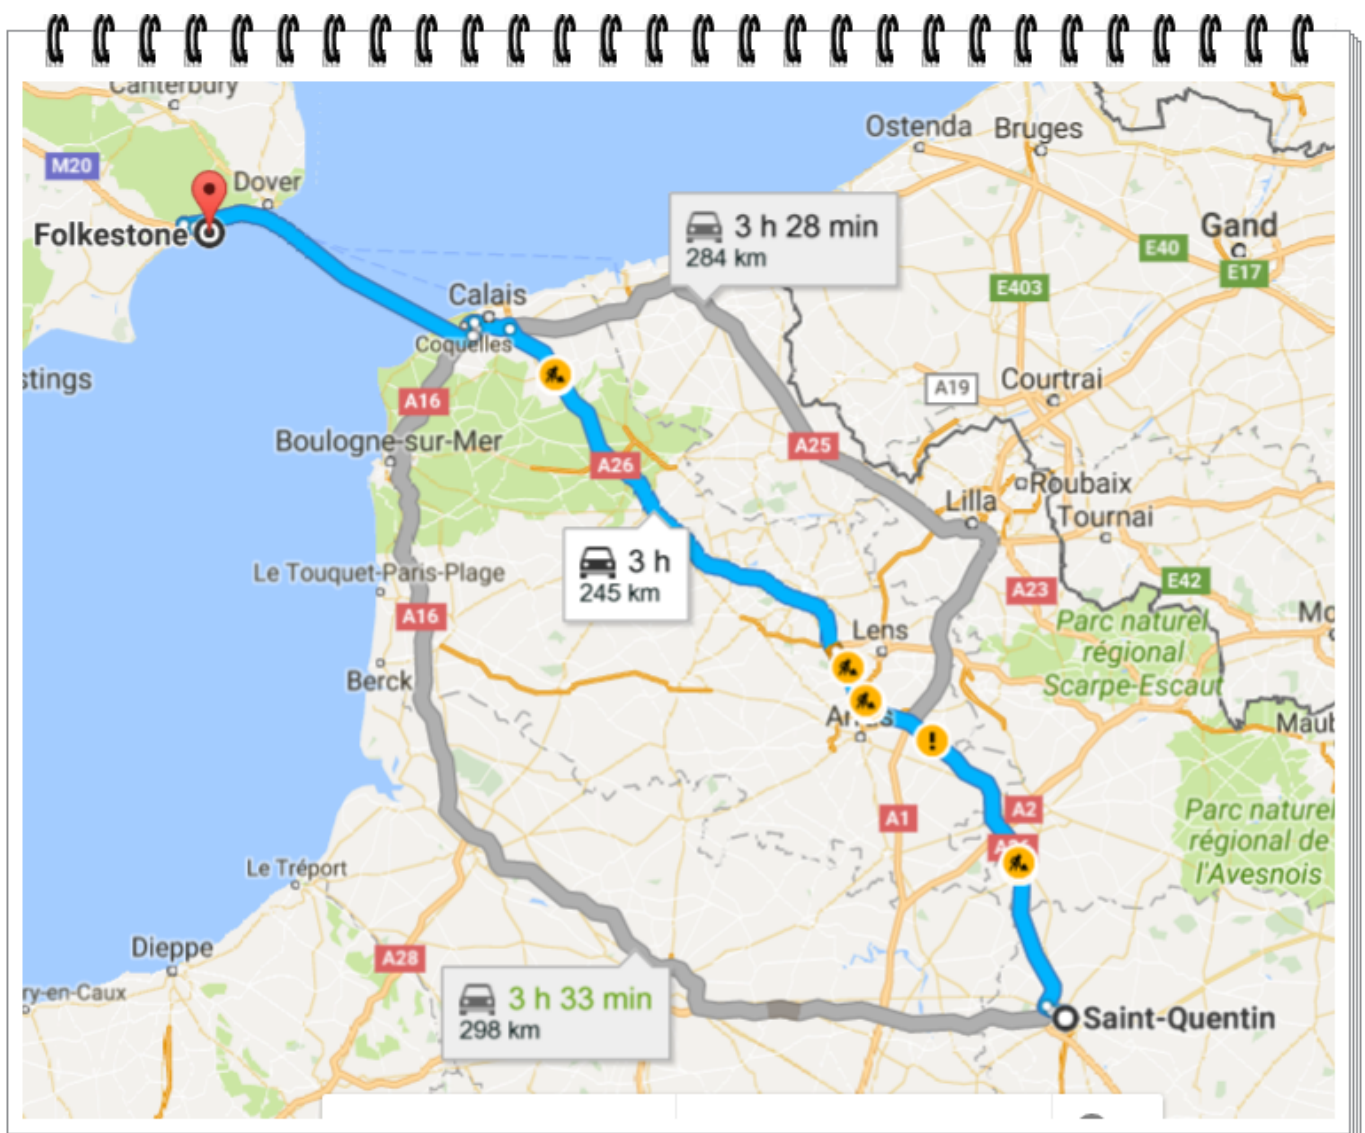 Canterbury
Ostenda
Bruges
M20
Dover
Folkestone
3 h 28 min
284 km
Gand
E40
E17
E403
Calais
Coquelles
stings
A19
Courtrai
A16
Boulogne-sur-Mer
A25
A26
Roubaix
Lilla
Tournai
3 h
245 km
Le Touquet-Paris-Plage
A23
E42
A16
Lens
Parc naturel
régional
Scarpe-Escaut
Mo
Berck
Maub
A2
A1
Parc naturel
régional de
l'Avesnois
Le Tréport
Dieppe
A28
ry-en-Caux
3 h 33 min
298 km
Saint-Quentin